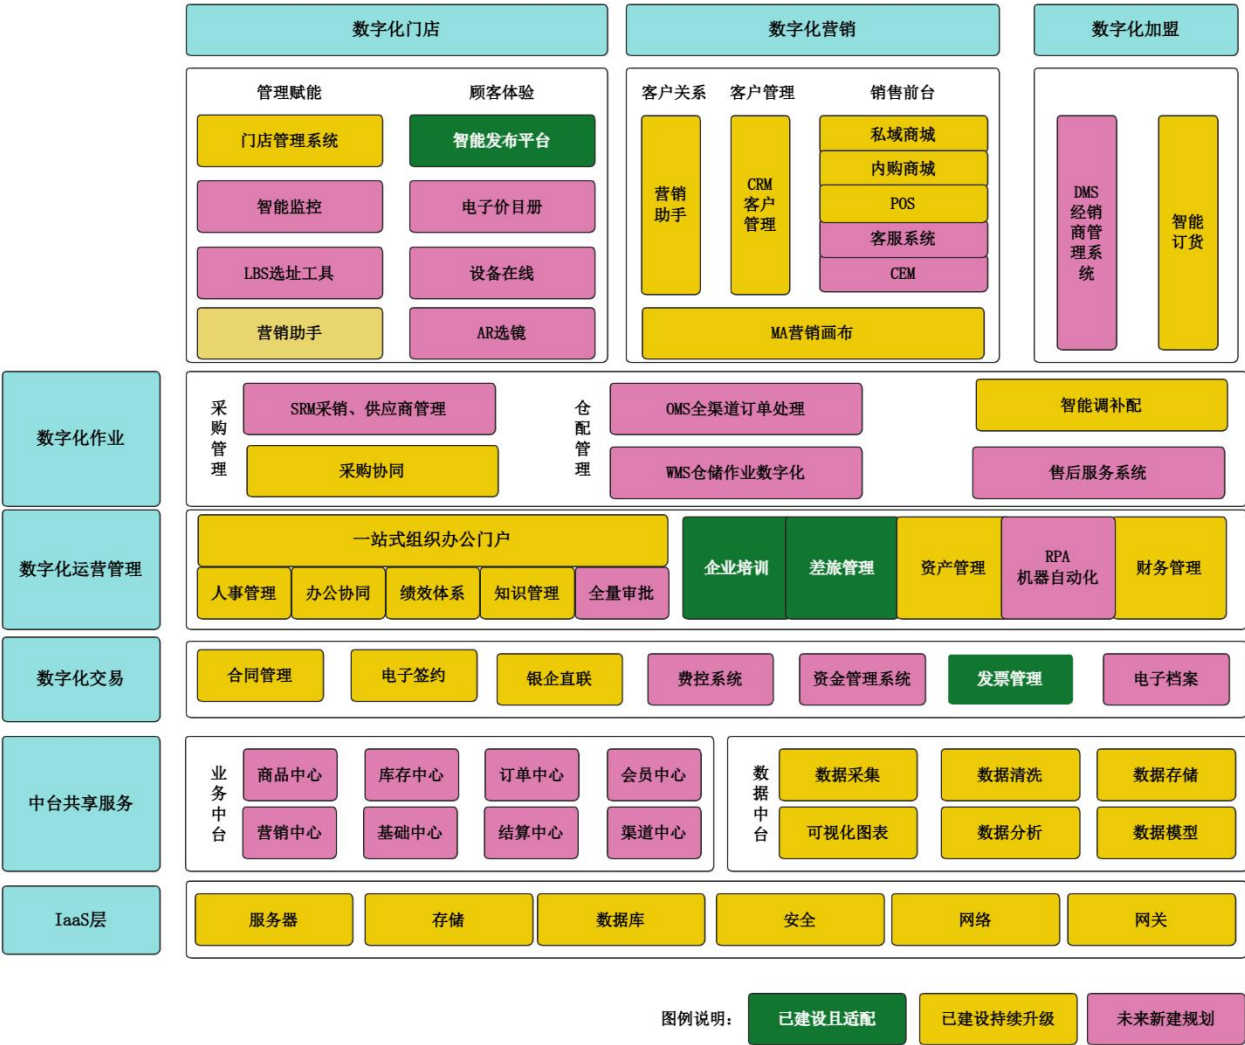 数字化门店
数字化营销
数字化加盟
管理赋能
顾客体验
门店管理系统
智能发布平台
智能监控
电子价目册
LBS选址工具
设备在线
营销助手
AR选镜
客户关系
客户管理
销售前台
营销
助手
CRM
客户
管理
私域商城
内购商城
POS
客服系统
CEM
MA营销画布
DMS
经销
商管
理系
统
智能
订货
数字化作业
采
购
管
理
SRM采销、供应商管理
采购协同
仓
配
管
理
OMS全渠道订单处理
WMS仓储作业数字化
智能调补配
售后服务系统
数字化运营管理
一站式组织办公门户
人事管理
办公协同
绩效体系
知识管理
全量审批
企业培训
差旅管理
资产管理
RPA
机器自动化
财务管理
数字化交易
合同管理
电子签约
银企直联
费控系统
资金管理系统
发票管理
电子档案
中台共享服务
业
务
中
台
商品中心
库存中心
订单中心
会员中心
营销中心
基础中心
结算中心
渠道中心
数
据
中
台
数据采集
数据清洗
数据存储
可视化图表
数据分析
数据模型
IaaS层
服务器
存储
数据库
安全
网络
网关
图例说明：
已建设且适配
已建设持续升级
未来新建规划